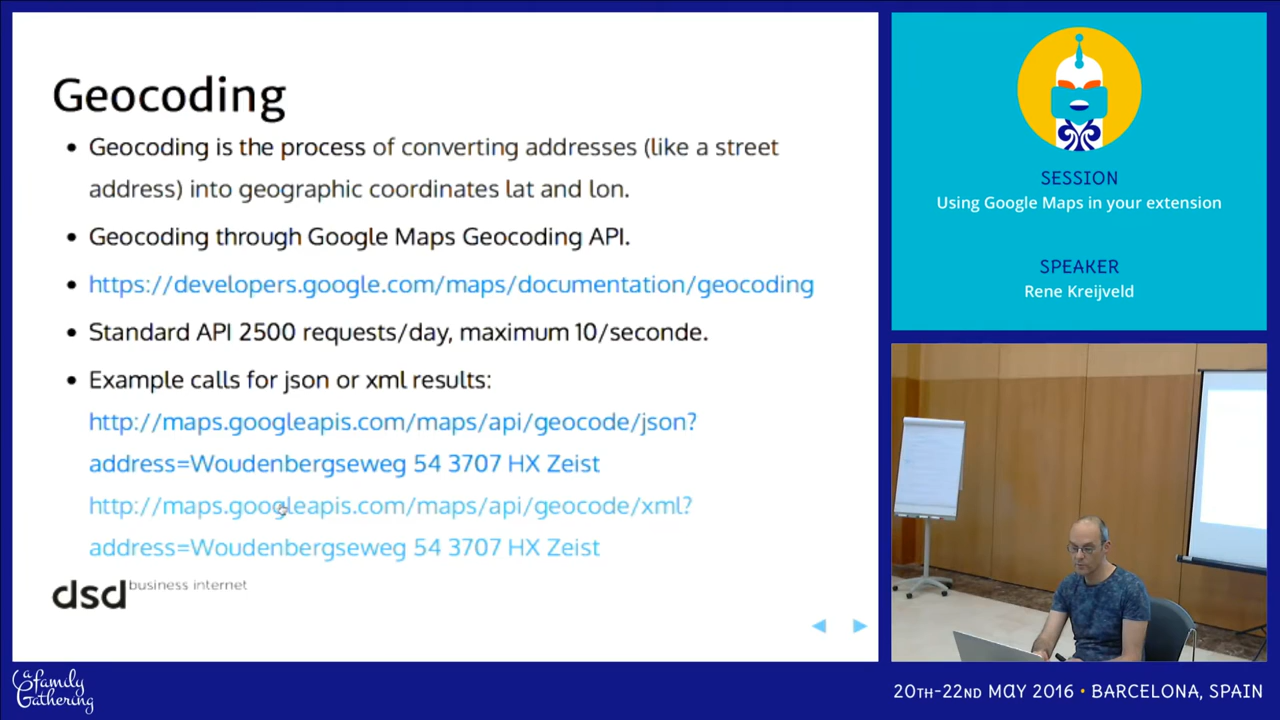 Geocoding
• Geocoding is the process of converting addresses (like a street
address) into geographic coordinates lat and lon.
• Geocoding through Google Maps Geocoding API.
• https://developers.google.com/maps/documentation/geocoding
• Standard API 2500 requests/day, maximum 10/seconde.
• Example calls for json or xml results:
http://maps.googleapis.com/maps/api/geocode/json?
address=Woudenbergseweg 54 3707 HX Zeist
http://maps.googleapis.com/maps/api/geocode/xml?
address=Woudenbergseweg 54 3707 HX Zeist
dsd business internet
SESSION
Using Google Maps in your extension
SPEAKER
Rene Kreijveld
a family
Gathering
20TH-22ND MAY 2016 • BARCELONA, SPAIN